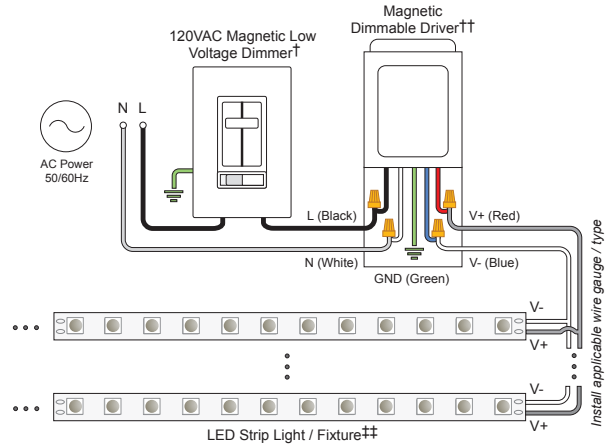 Magnetic
Dimmable Driver††
120VAC Magnetic Low
Voltage Dimmer†
N L
AC Power
50/60Hz
L (Black)
V+ (Red)
N (White)
V- (Blue)
GND (Green)
Install applicable wire gauge / type
V-
V+
V-
V+
LED Strip Light / Fixture‡‡